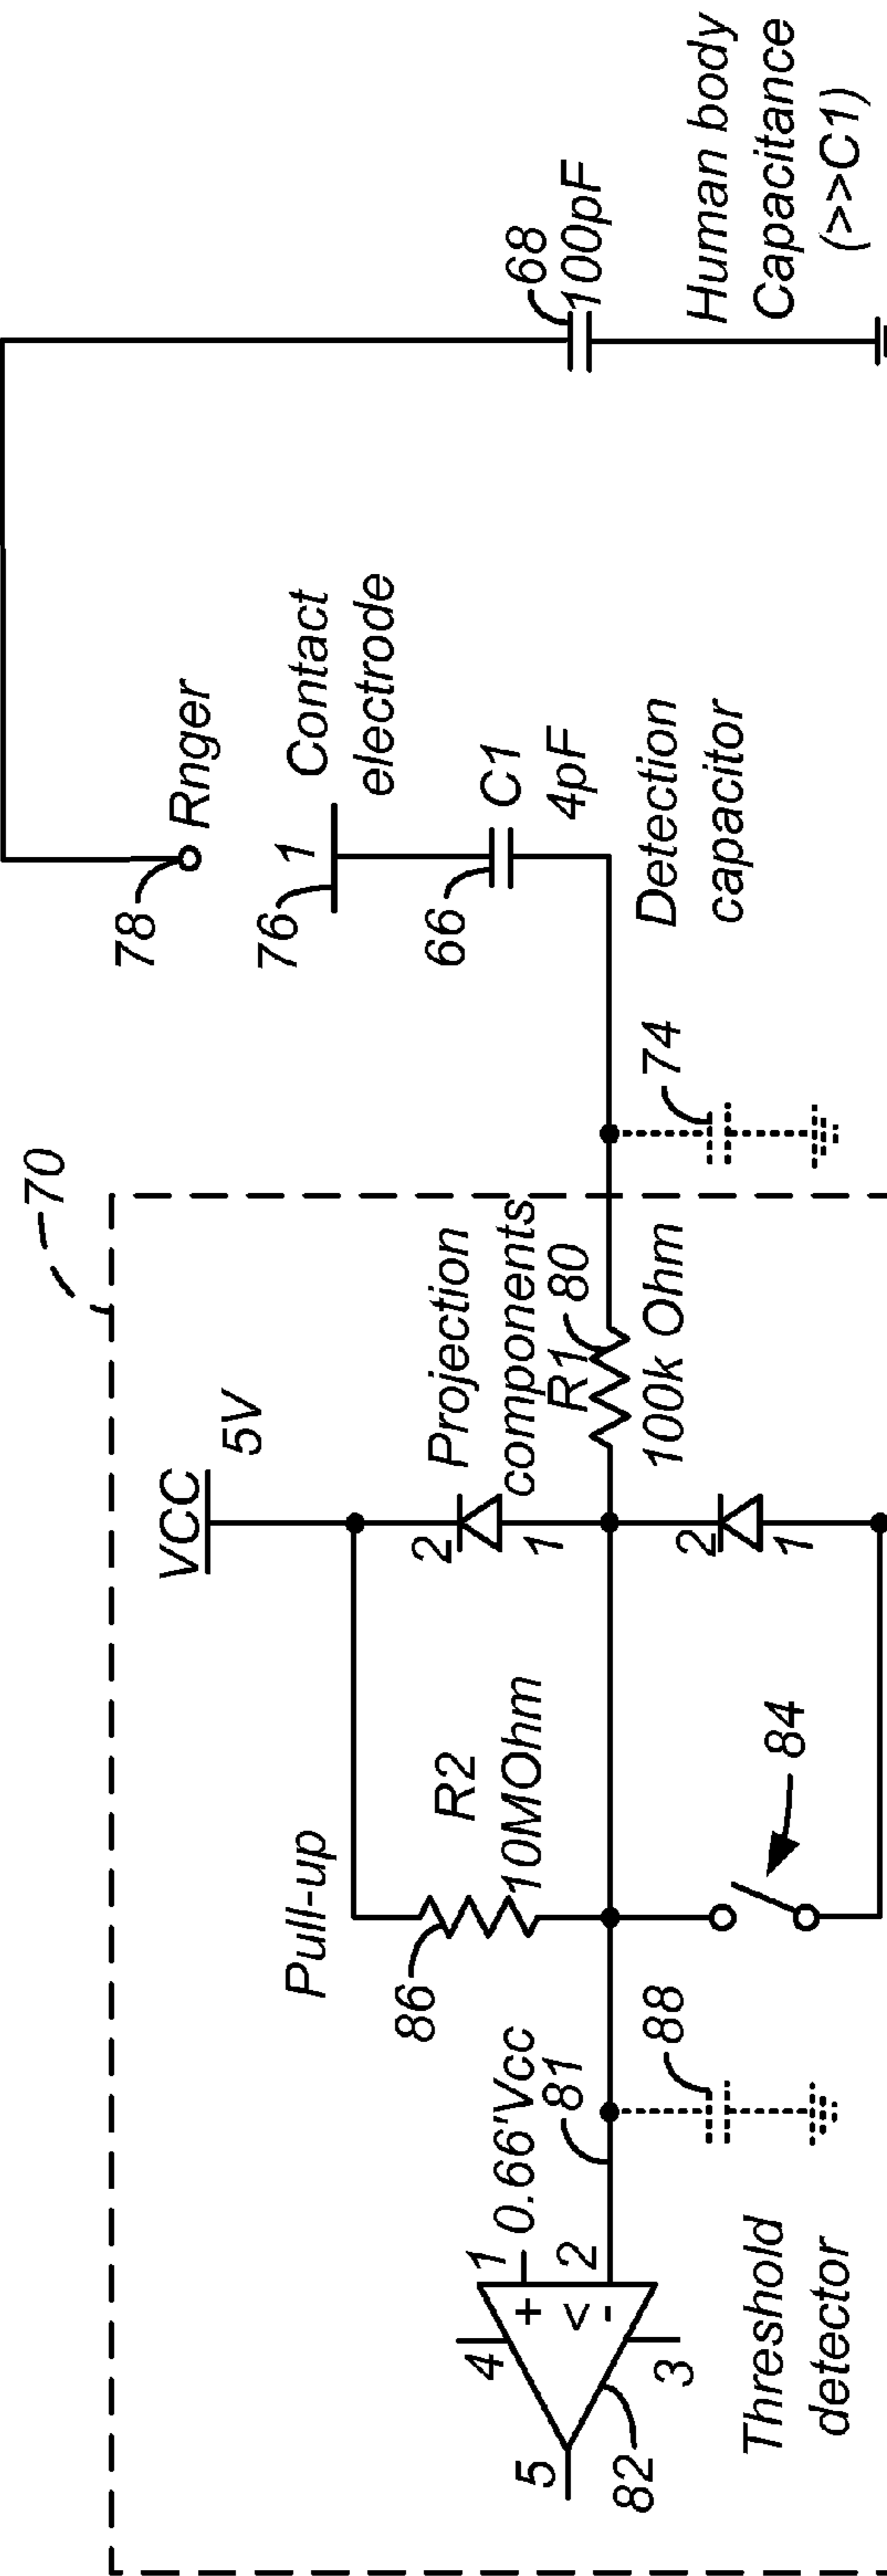 70
VCC
5V
Pull-up
86
R2
10MOhm
Projection
components
R1
80
100k Ohm
4
1
0.66'Vcc
+
<
-
2
81
5
82
3
Threshold
detector
88
84
2
1
2
1
74
78
Rnger
76
1
Contact
electrode
66
C1
4pF
Detection
capacitor
68
100pF
Human body
Capacitance
(>>C1)